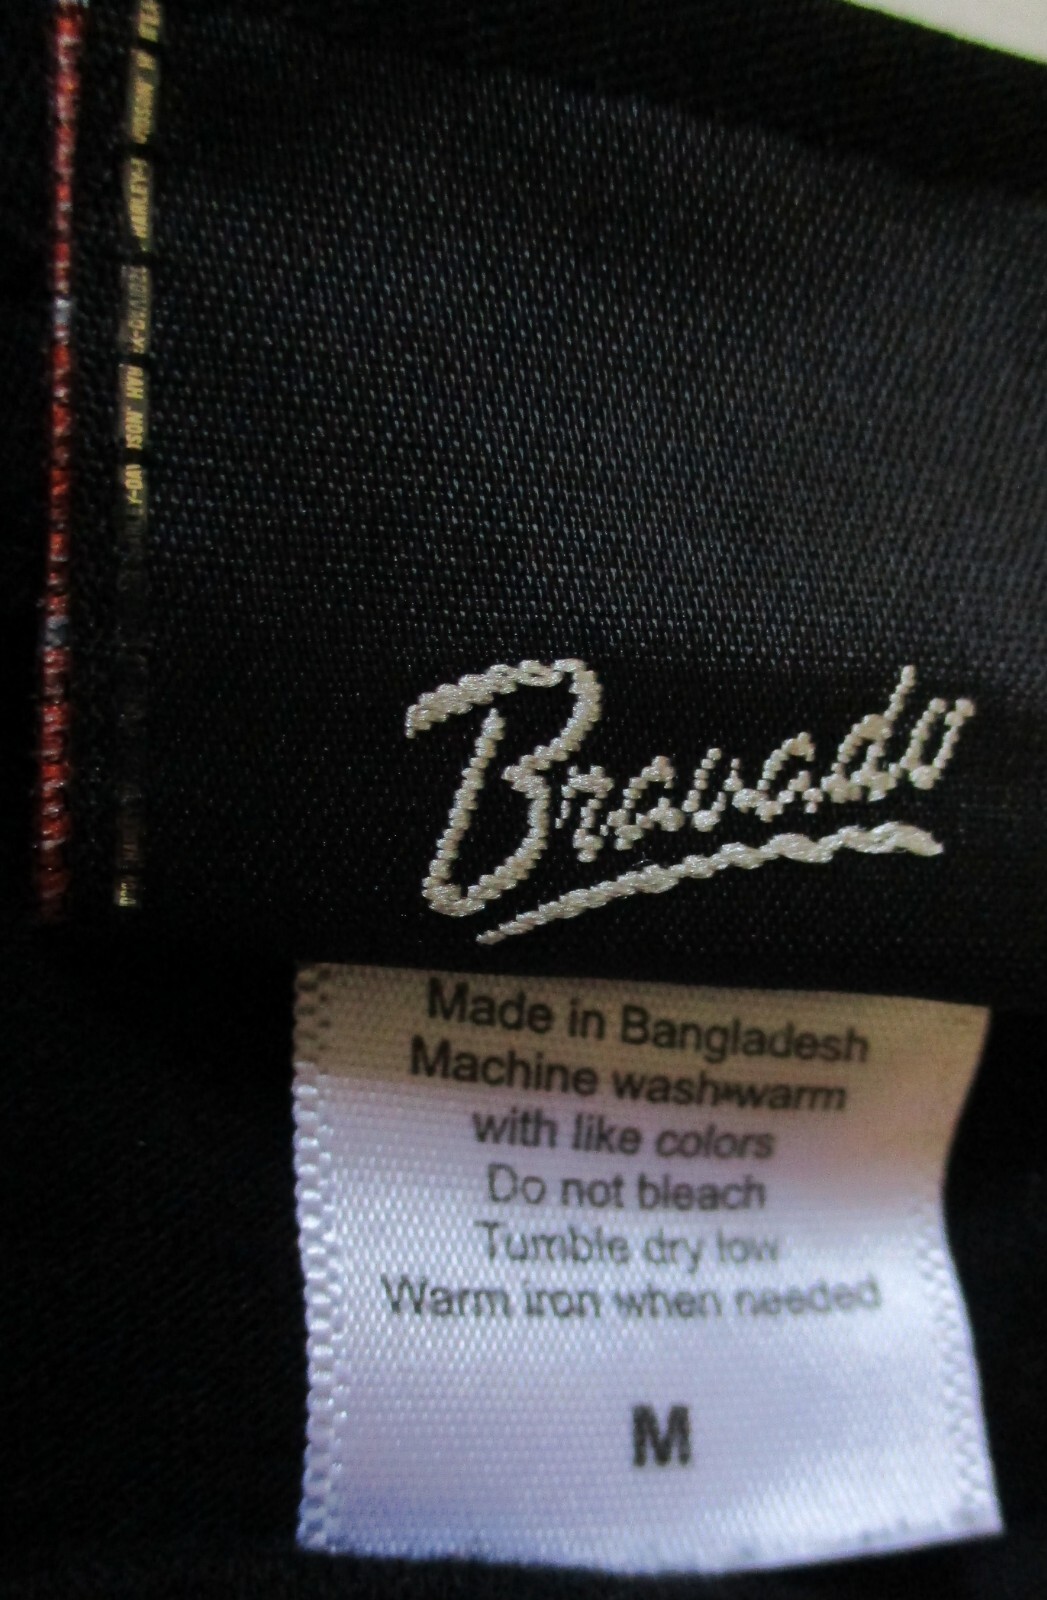 Bravado
Made in Bangladesh
Machine wash warm
with like colors
Do not bleach
Tumble dry low
Warm iron when needed
M